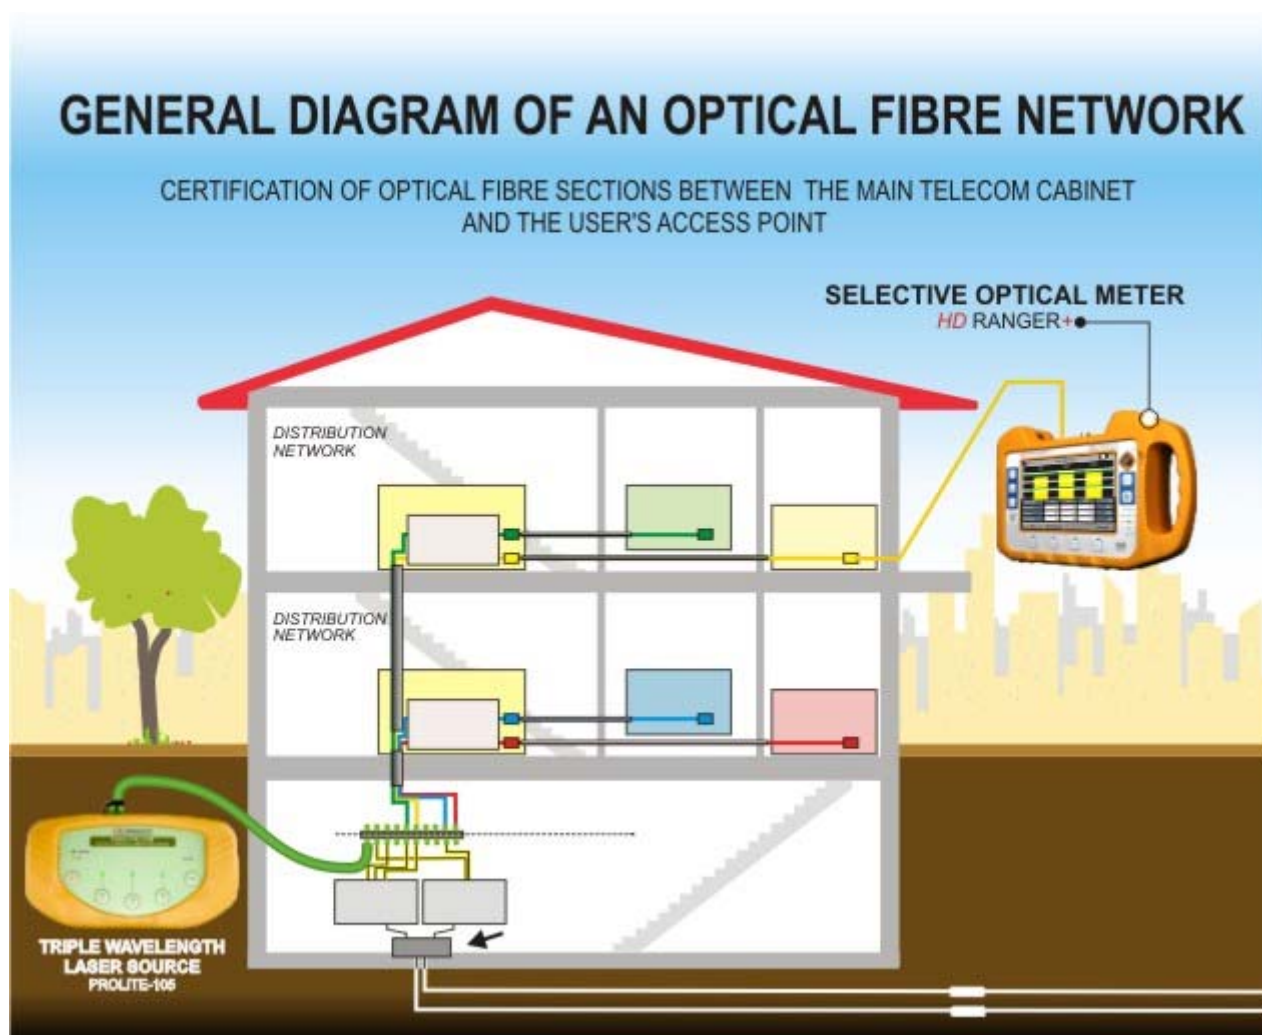 GENERAL DIAGRAM OF AN OPTICAL FIBRE NETWORK
CERTIFICATION OF OPTICAL FIBRE SECTIONS BETWEEN THE MAIN TELECOM CABINET
AND THE USER'S ACCESS POINT
SELECTIVE OPTICAL METER
HD RANGER+
DISTRIBUTION
NETWORK
DISTRIBUTION
NETWORK
TRIPLE WAVELENGTH
LASER SOURCE
PROLITE-105